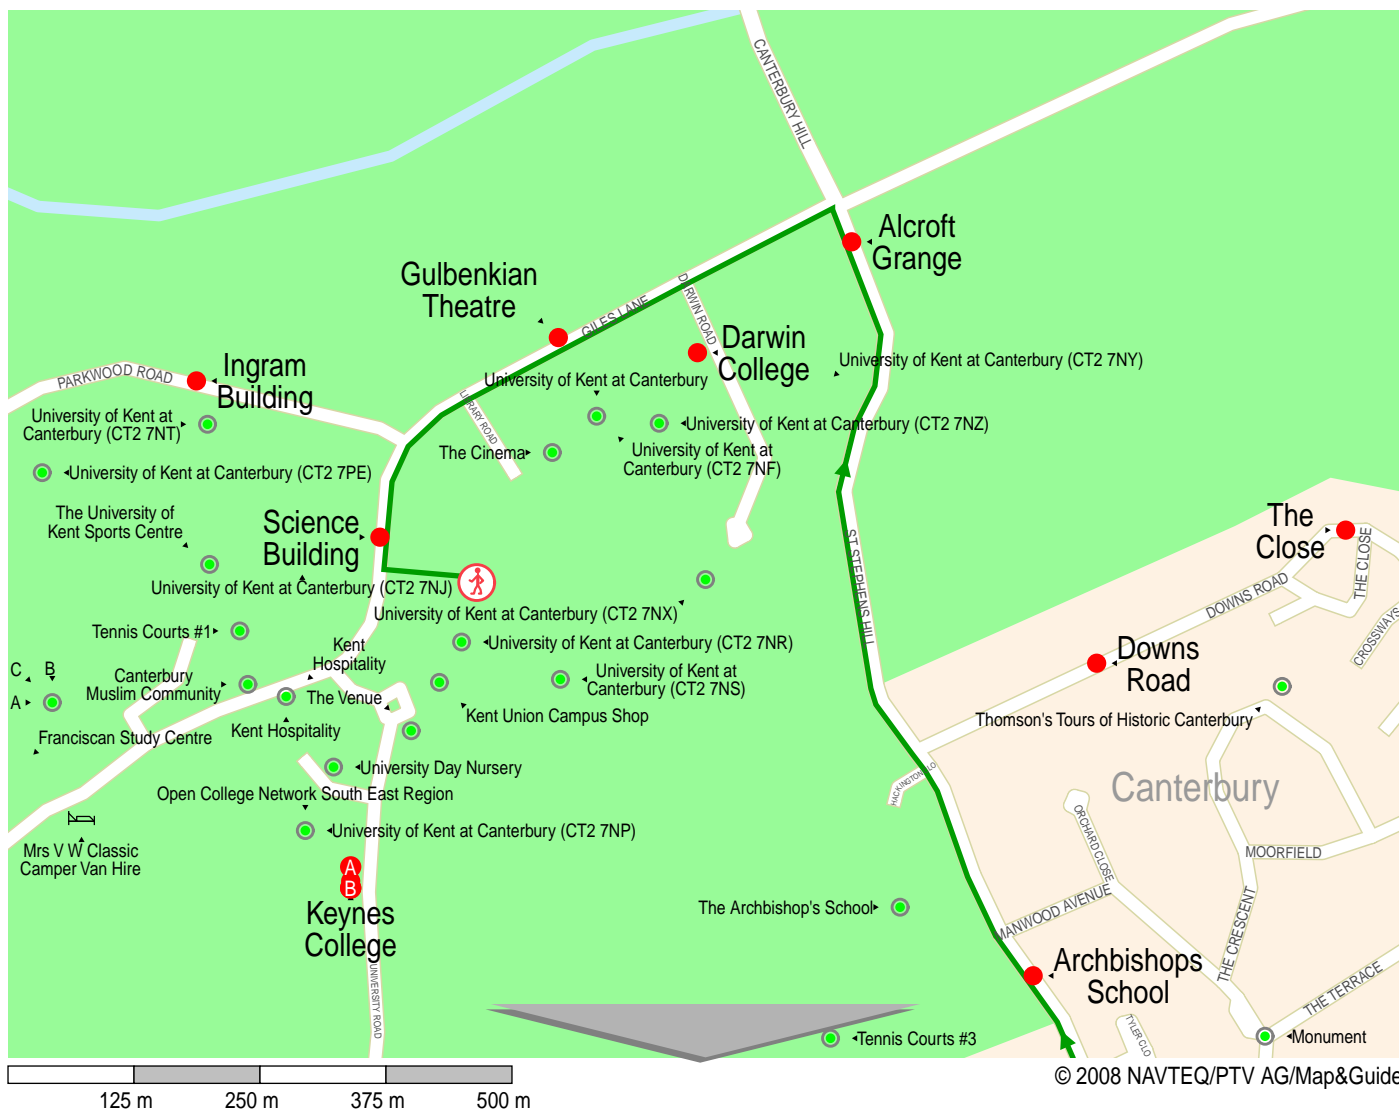 CANTERBURY HILL
Alcroft
Grange
Gulbenkian
Theatre
GILES LANE
DARWIN ROAD
Darwin
College
University of Kent at Canterbury (CT2 7NY)
Ingram
Building
PARKWOOD ROAD
University of Kent at Canterbury
LIBRARY ROAD
University of Kent at
Canterbury (CT2 7NT)
University of Kent at Canterbury (CT2 7NZ)
The Cinema
University of Kent at
Canterbury (CT2 7NF)
University of Kent at Canterbury (CT2 7PE)
The University of
Kent Sports Centre
Science
Building
The
Close
THE CLOSE
ST STEPHENS HILL
University of Kent at Canterbury (CT2 7NJ)
University of Kent at Canterbury (CT2 7NX)
DOWNS ROAD
CROSSWAYS
Tennis Courts #1
Kent
Hospitality
University of Kent at Canterbury (CT2 7NR)
Downs
Road
C
B
A
Canterbury
Muslim Community
The Venue
University of Kent at
Canterbury (CT2 7NS)
Kent Union Campus Shop
Thomson's Tours of Historic Canterbury
Franciscan Study Centre
Kent Hospitality
University Day Nursery
HACKINGTON CLO
Canterbury
Open College Network South East Region
University of Kent at Canterbury (CT2 7NP)
ORCHARD CLOSE
MOORFIELD
Mrs V W Classic
Camper Van Hire
A
B
Keynes
College
The Archbishop's School
MANWOOD AVENUE
THE CRESCENT
Archbishops
School
UNIVERSITY ROAD
THE TERRACE
TYLER CLO
Tennis Courts #3
Monument
© 2008 NAVTEQ/PTV AG/Map&Guide
125 m
250 m
375 m
500 m